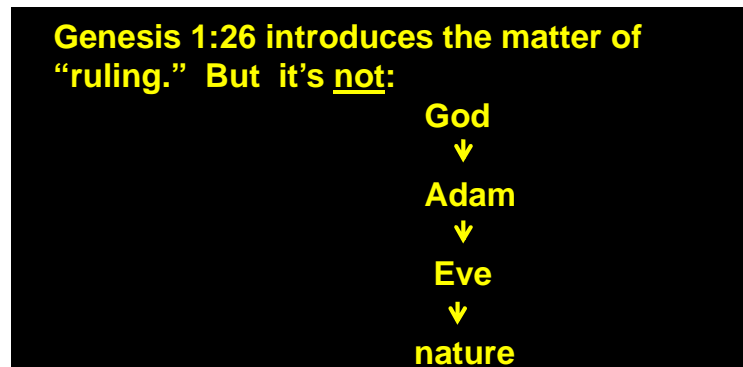 Genesis 1:26 introduces the matter of
“ruling.” But it’s not:
God
Adam
Eve
nature